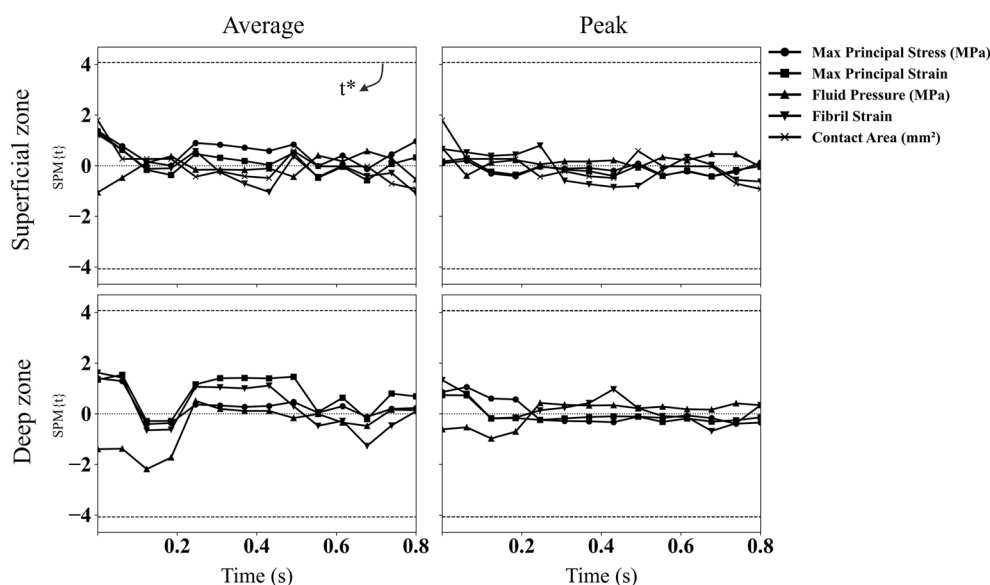 Average
Peak
Superficial zone
SPM{t}
4
2
0
−2
−4
t*
Max Principal Stress (MPa)
Max Principal Strain
Fluid Pressure (MPa)
Fibril Strain
Contact Area (mm²)
Deep zone
SPM{t}
4
2
0
−2
−4
0.2 0.4 0.6 0.8
0.2 0.4 0.6 0.8
Time (s)
Time (s)